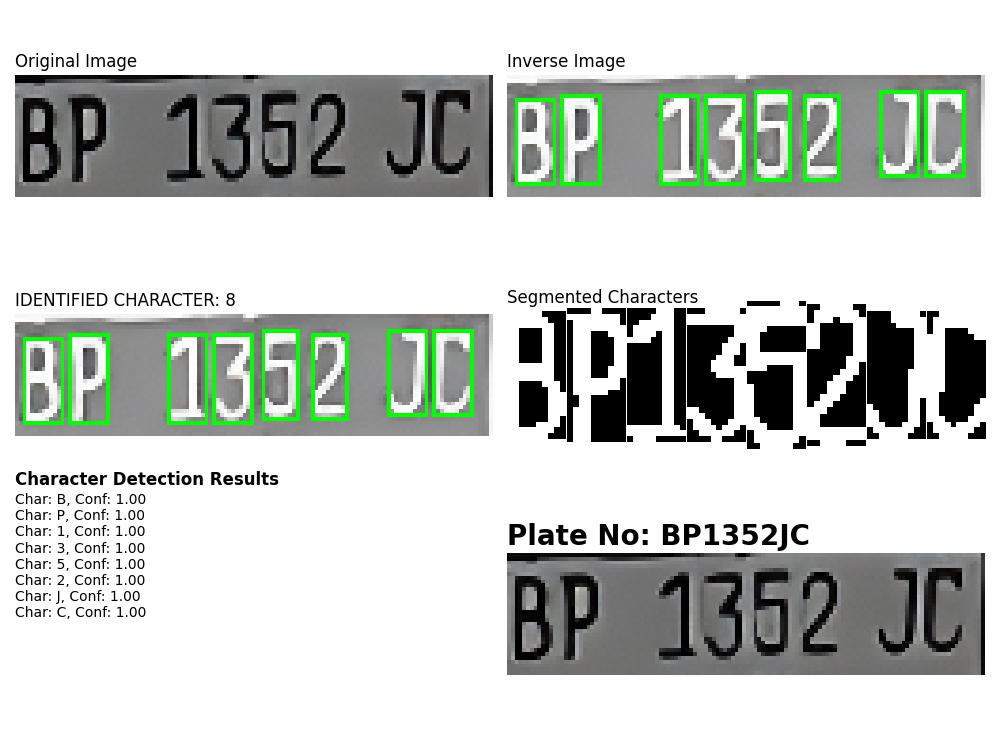 Original Image
BP 1352 JC
Inverse Image
BP 1352 JC
IDENTIFIED CHARACTER: 8
BP 1352 JC
Segmented Characters
BP1352JC
Character Detection Results
Char: B, Conf: 1.00
Char: P, Conf: 1.00
Char: 1, Conf: 1.00
Char: 3, Conf: 1.00
Char: 5, Conf: 1.00
Char: 2, Conf: 1.00
Char: J, Conf: 1.00
Char: C, Conf: 1.00
Plate No: BP1352JC
BP 1352 JC